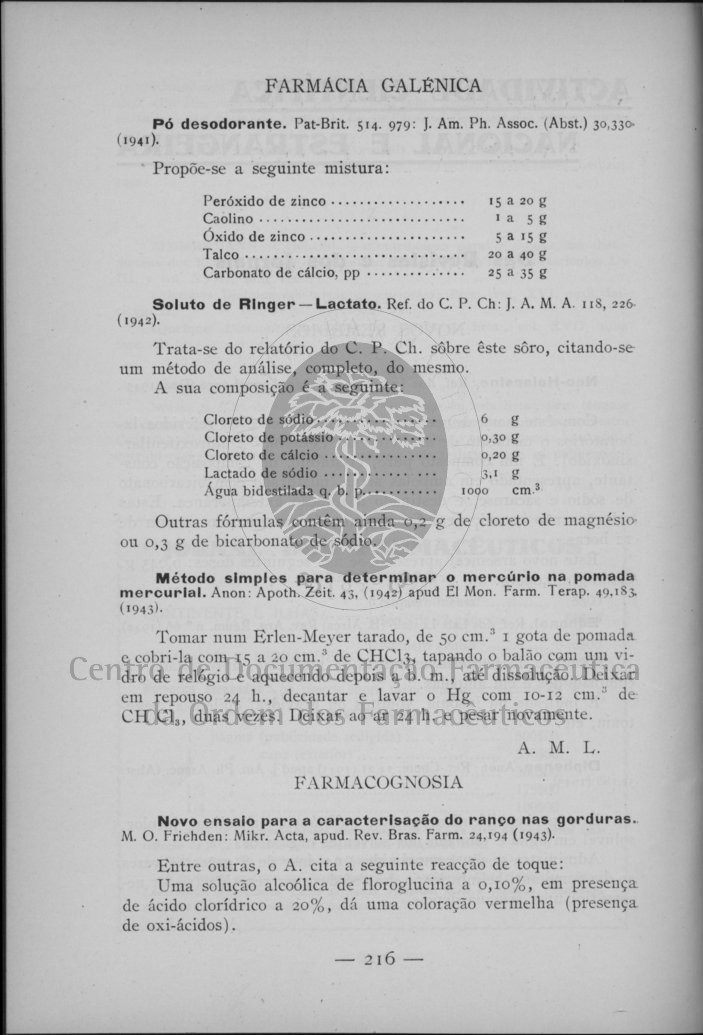 FARMÁCIA GALÉNICA
Pó desodorante. Pat-Brit. 514. 979: J. Am. Ph. Assoc. (Abst.) 30,330-
(1941).
Propõe-se a seguinte mistura:
Peróxido de zinco ................... 15 a 20 g
Caolino ............................. 1 a 5 g
Óxido de zinco ...................... 5 a 15 g
Talco ............................... 20 a 40 g
Carbonato de cálcio, pp .............. 25 a 35 g
Soluto de Ringer — Lactato. Ref. do C. P. Ch: J. A. M. A. 118, 226-
(1942).
Trata-se do relatório do C. P. Ch. sôbre êste sôro, citando-se
um método de análise, completo, do mesmo.
A sua composição é a seguinte:
Cloreto de sódio ................. 6 g
Cloreto de potássio .............. 0,30 g
Cloreto de cálcio ................ 0,20 g
Lactado de sódio ................ 3,1 g
Água bidestilada q. b. p........... 1000 cm.³
Outras fórmulas contêm ainda 0,2 g de cloreto de magnésio
ou 0,3 g de bicarbonato de sódio.
Método simples para determinar o mercúrio na pomada
mercurial. Anon: Apoth. Zeit. 43, (1942) apud El Mon. Farm. Terap. 49,183.
(1943).
Tomar num Erlen-Meyer tarado, de 50 cm.³ 1 gota de pomada
e cobri-la com 15 a 20 cm.³ de CHCl3, tapando o balão com um vi-
dro de relógio e aquecendo depois a b. m., até dissolução. Deixar
em repouso 24 h., decantar e lavar o Hg com 10-12 cm.³ de
CH Cl₃, duas vezes. Deixar ao ar 24 h. e pesar novamente.
Centro de Documentação Farmacêutica
da Ordem dos Farmacêuticos
A. M. L.
FARMACOGNOSIA
Novo ensaio para a caracterisação do ranço nas gorduras.
M. O. Friehden: Mikr. Acta, apud. Rev. Bras. Farm. 24,194 (1943).
Entre outras, o A. cita a seguinte reacção de toque:
Uma solução alcoólica de floroglucina a 0,10%, em presença
de ácido clorídrico a 20%, dá uma coloração vermelha (presença
de oxi-ácidos).
— 216 —